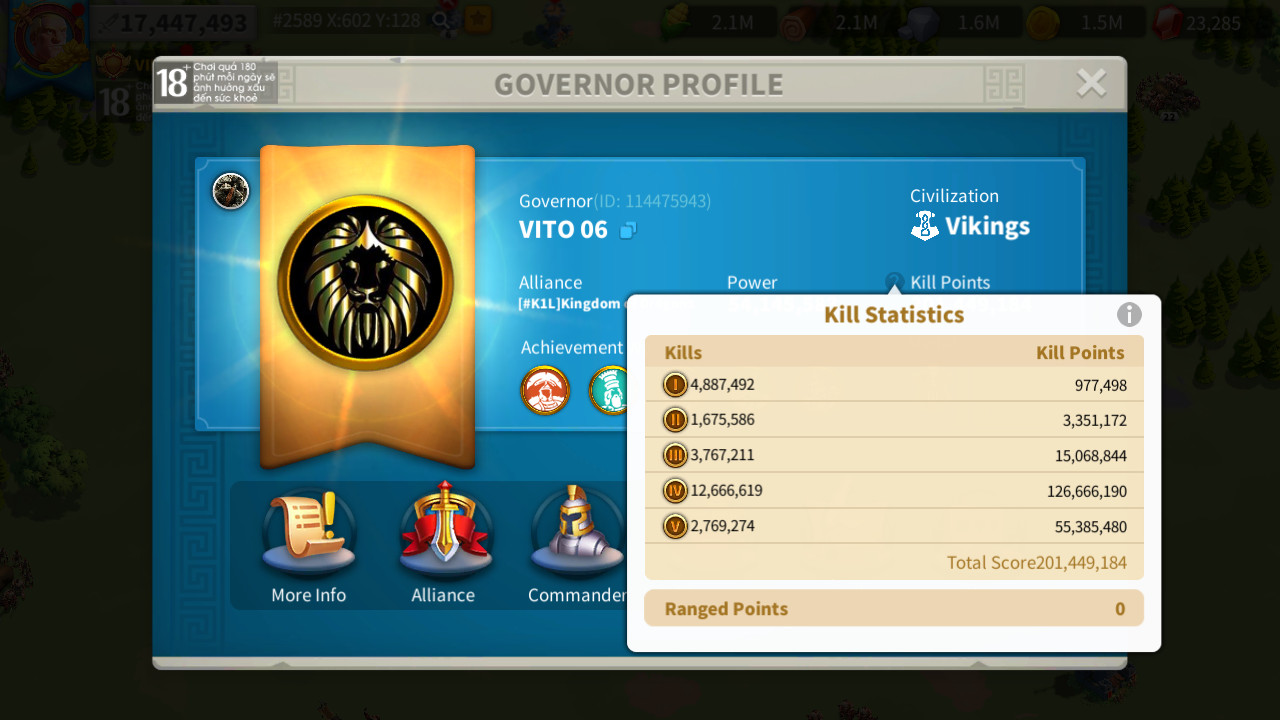 17,447,493
#2589 X:602 Y:128
2.1M
2.1M
1.6M
1.5M
23,285
18+
Chơi quá 180
phút mỗi ngày sẽ
ảnh hưởng xấu
đến sức khoẻ
GOVERNOR PROFILE
22
Governor(ID: 114475943)
VITO 06
Civilization
Vikings
Alliance
[#K1L]Kingdom
Power
?
Kill Points
Achievement
Kill Statistics
i
Kills
Kill Points
I 4,887,492
977,498
II 1,675,586
3,351,172
III 3,767,211
15,068,844
IV 12,666,619
126,666,190
V 2,769,274
55,385,480
Total Score201,449,184
Ranged Points
0
More Info
Alliance
Commander